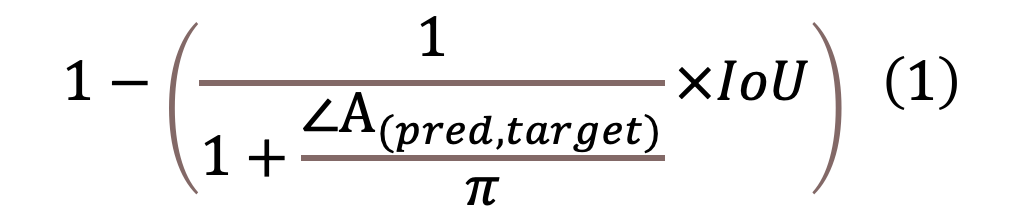 1 − ( 1 / (1 + ∠A(pred,target) / π) ×IoU ) (1)